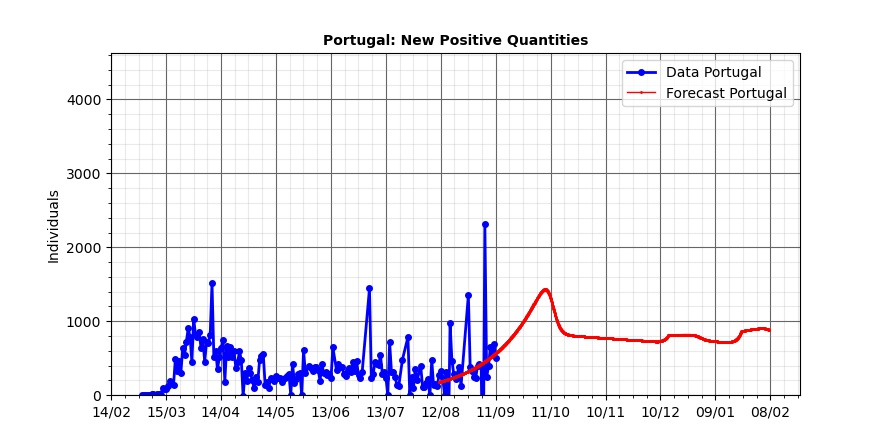 Portugal: New Positive Quantities
Data Portugal
Forecast Portugal
Individuals
4000
3000
2000
1000
0
14/02 15/03 14/04 14/05 13/06 13/07 12/08 11/09 11/10 10/11 10/12 09/01 08/02